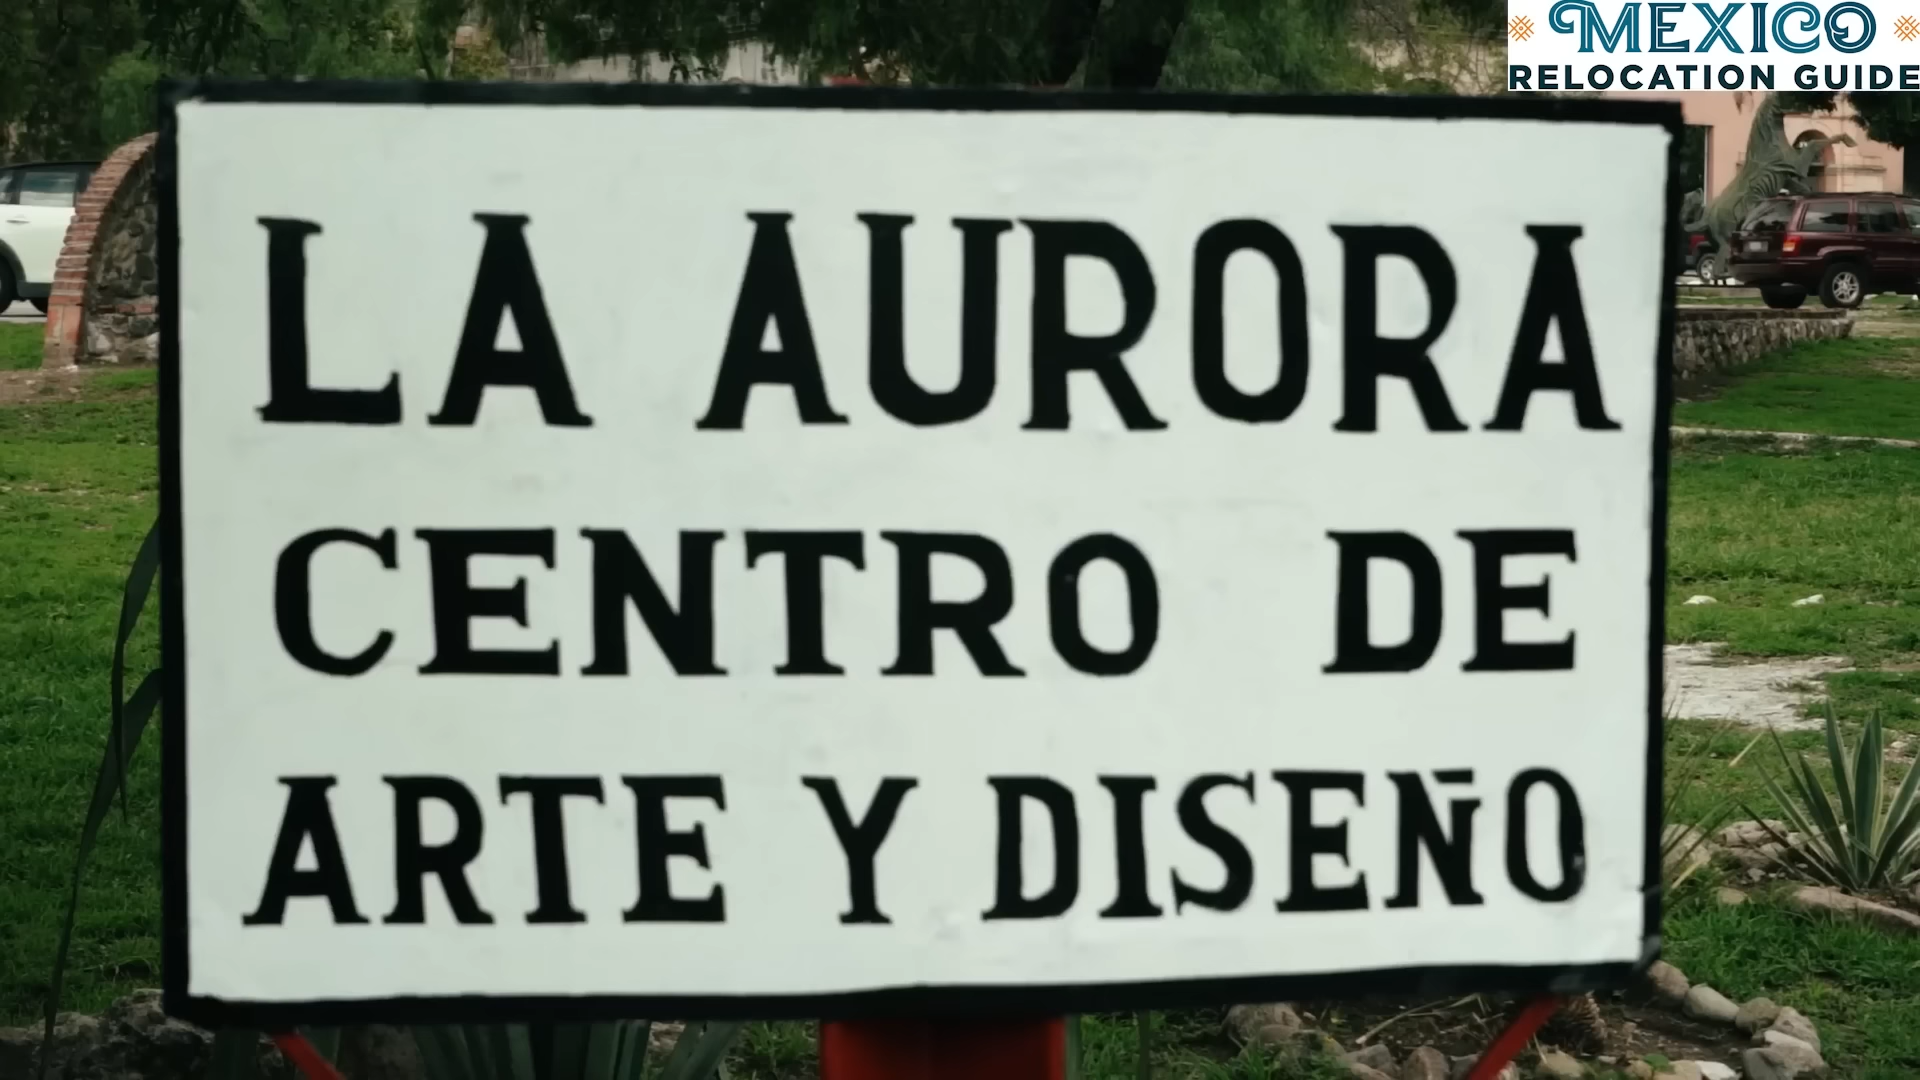 MEXICO
RELOCATION GUIDE
LA AURORA
CENTRO DE
ARTE Y DISEÑO